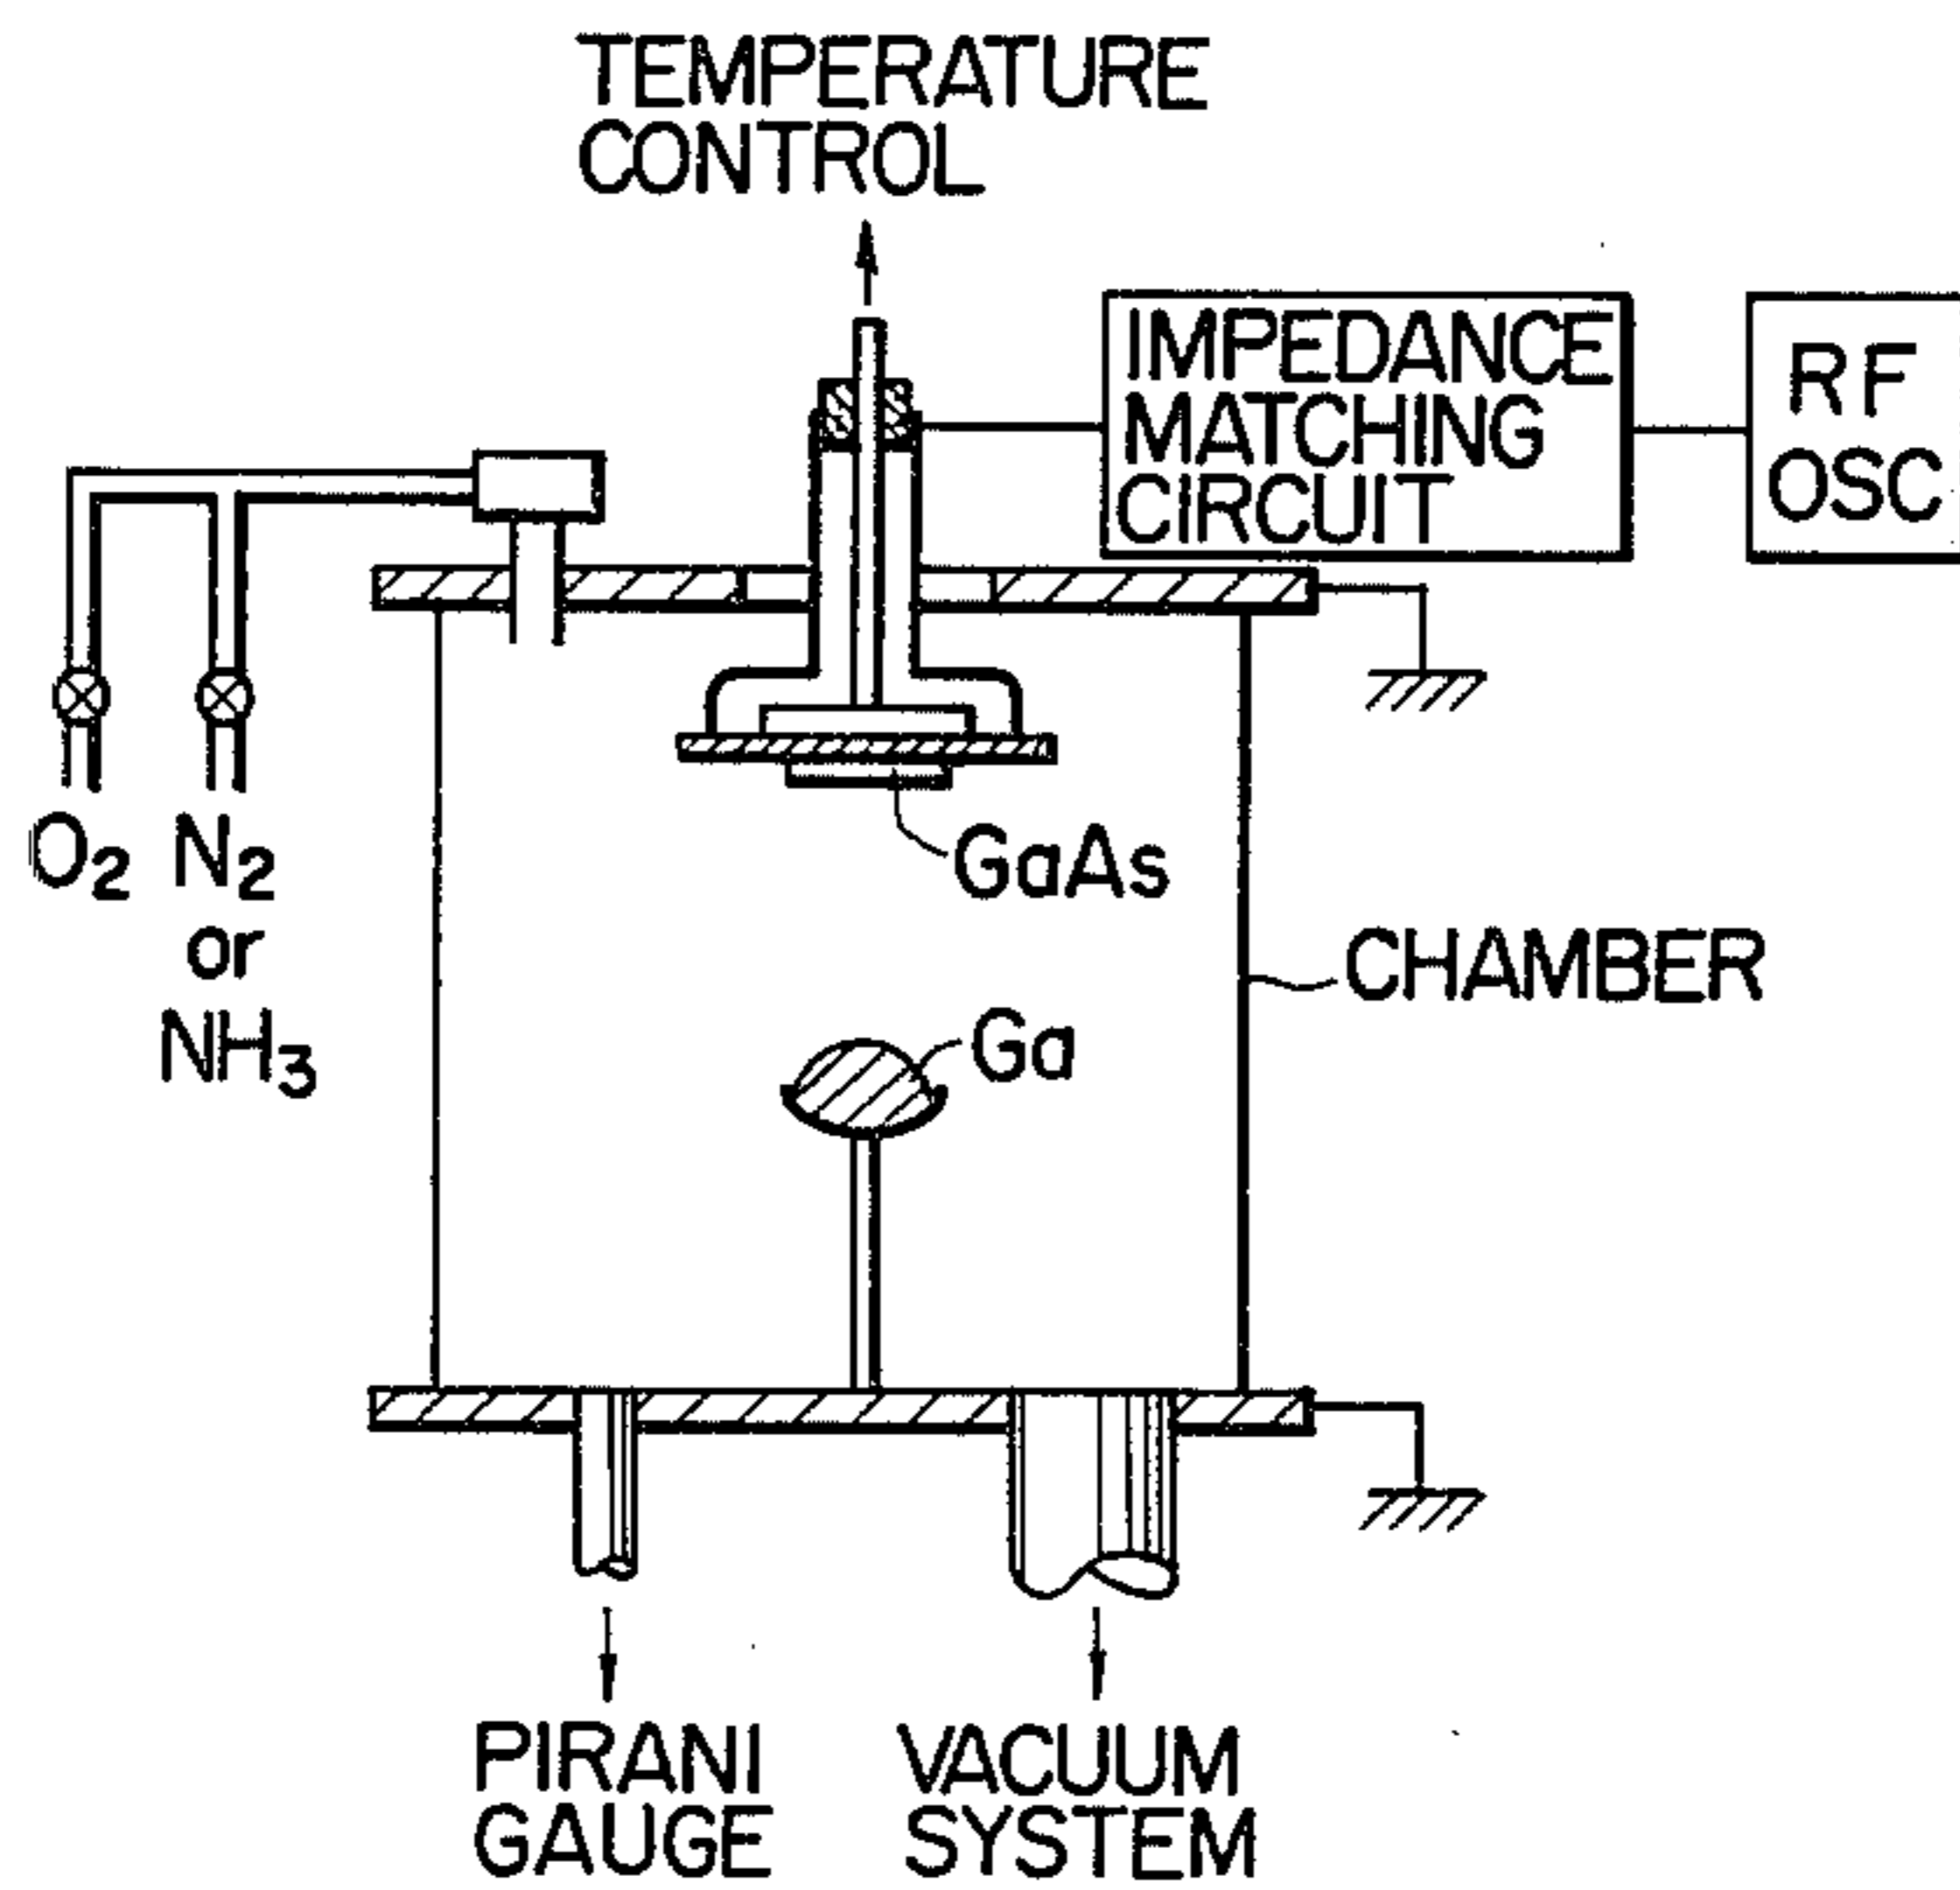 TEMPERATURE
CONTROL
IMPEDANCE
MATCHING
CIRCUIT
RF
OSC
O₂
N₂
or
NH₃
GaAs
CHAMBER
Ga
PIRANI
GAUGE
VACUUM
SYSTEM